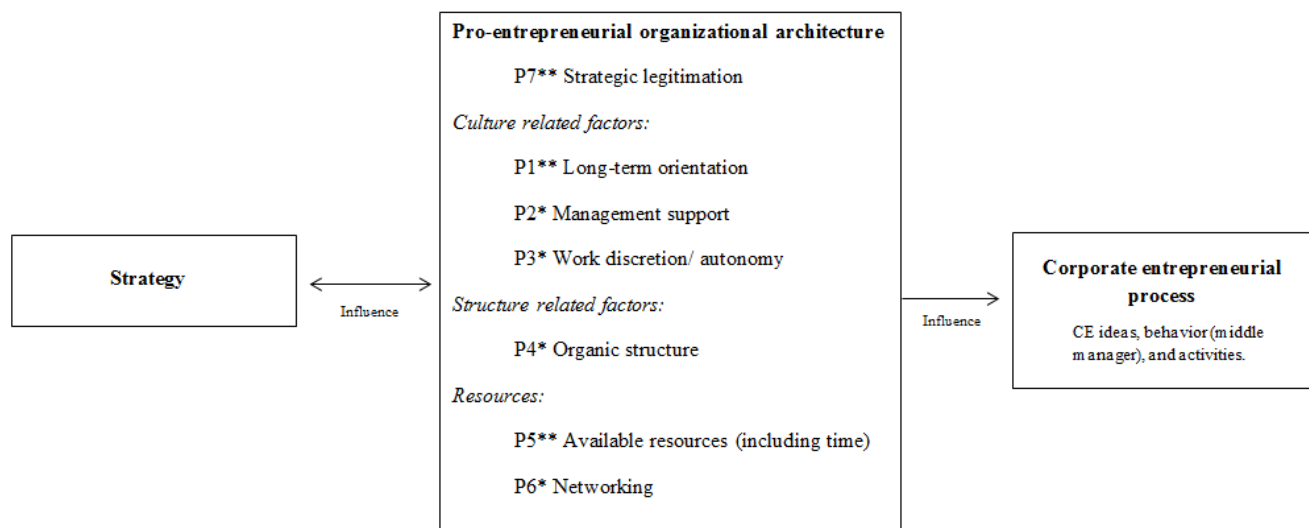 Pro-entrepreneurial organizational architecture
P7** Strategic legitimation
Culture related factors:
P1** Long-term orientation
P2* Management support
P3* Work discretion/ autonomy
Structure related factors:
P4* Organic structure
Resources:
P5** Available resources (including time)
P6* Networking
Strategy
Influence
Influence
Corporate entrepreneurial
process
CE ideas, behavior (middle
manager), and activities.